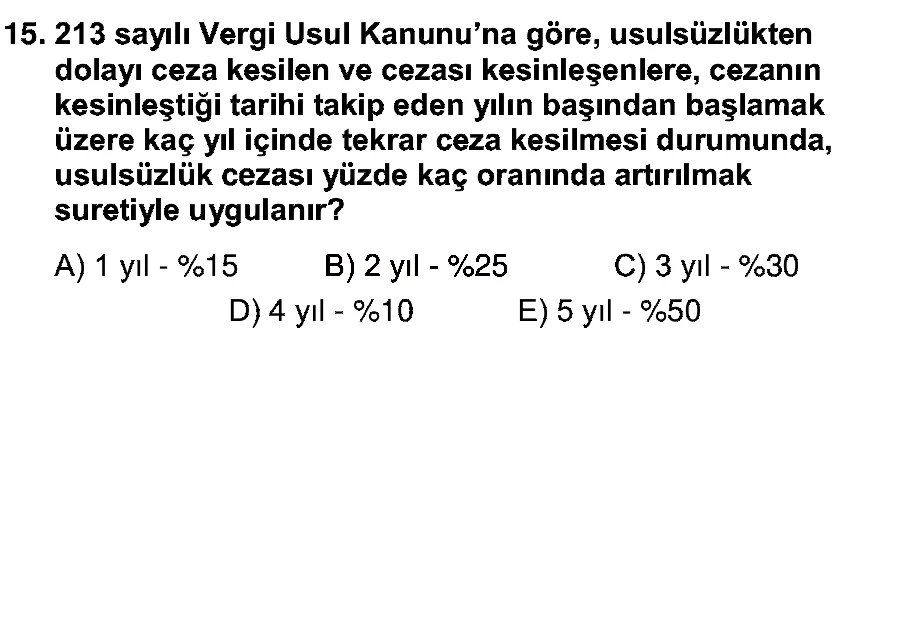 15. 213 sayılı Vergi Usul Kanunu’na göre, usulsüzlükten
dolayı ceza kesilen ve cezası kesinleşenlere, cezanın
kesinleştiği tarihi takip eden yılın başından başlamak
üzere kaç yıl içinde tekrar ceza kesilmesi durumunda,
usulsüzlük cezası yüzde kaç oranında artırılmak
suretiyle uygulanır?
A) 1 yıl - %15 B) 2 yıl - %25 C) 3 yıl - %30
D) 4 yıl - %10 E) 5 yıl - %50